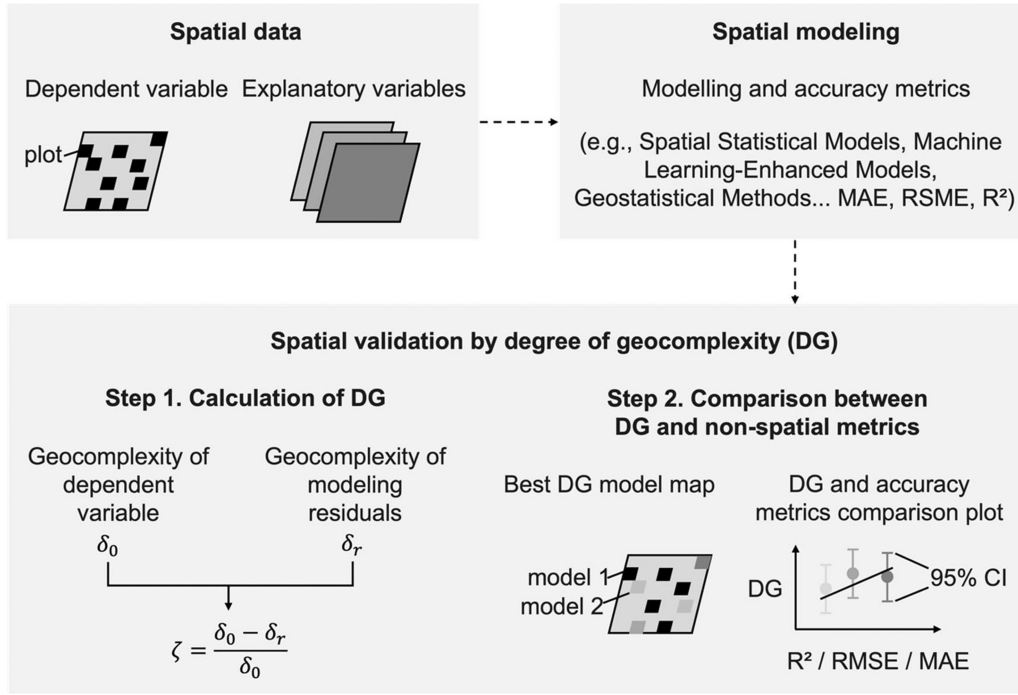 Spatial data
Dependent variable
Explanatory variables
plot
Spatial modeling
Modelling and accuracy metrics
(e.g., Spatial Statistical Models, Machine
Learning-Enhanced Models,
Geostatistical Methods... MAE, RSME, R²)
Spatial validation by degree of geocomplexity (DG)
Step 1. Calculation of DG
Geocomplexity of
dependent
variable
δ₀
Geocomplexity of
modeling
residuals
δᵣ
ζ = (δ₀ − δᵣ) / δ₀
Step 2. Comparison between
DG and non-spatial metrics
Best DG model map
model 1
model 2
DG and accuracy
metrics comparison plot
DG
95% CI
R² / RMSE / MAE